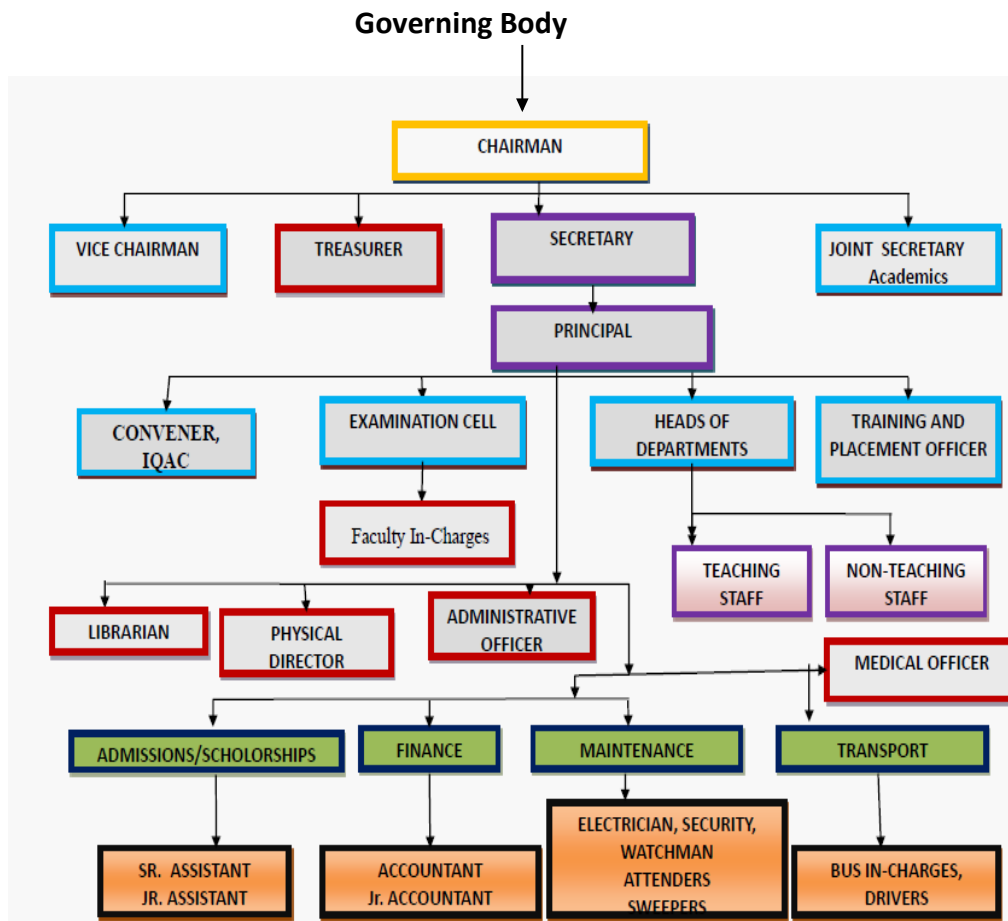 Governing Body
CHAIRMAN
VICE CHAIRMAN
TREASURER
SECRETARY
JOINT SECRETARY
Academics
PRINCIPAL
CONVENER,
IQAC
EXAMINATION CELL
HEADS OF
DEPARTMENTS
TRAINING AND
PLACEMENT OFFICER
Faculty In-Charges
TEACHING
STAFF
NON-TEACHING
STAFF
LIBRARIAN
PHYSICAL
DIRECTOR
ADMINISTRATIVE
OFFICER
MEDICAL OFFICER
ADMISSIONS/SCHOLORSHIPS
FINANCE
MAINTENANCE
TRANSPORT
SR. ASSISTANT
JR. ASSISTANT
ACCOUNTANT
Jr. ACCOUNTANT
ELECTRICIAN, SECURITY,
WATCHMAN
ATTENDERS
SWEEPERS
BUS IN-CHARGES,
DRIVERS